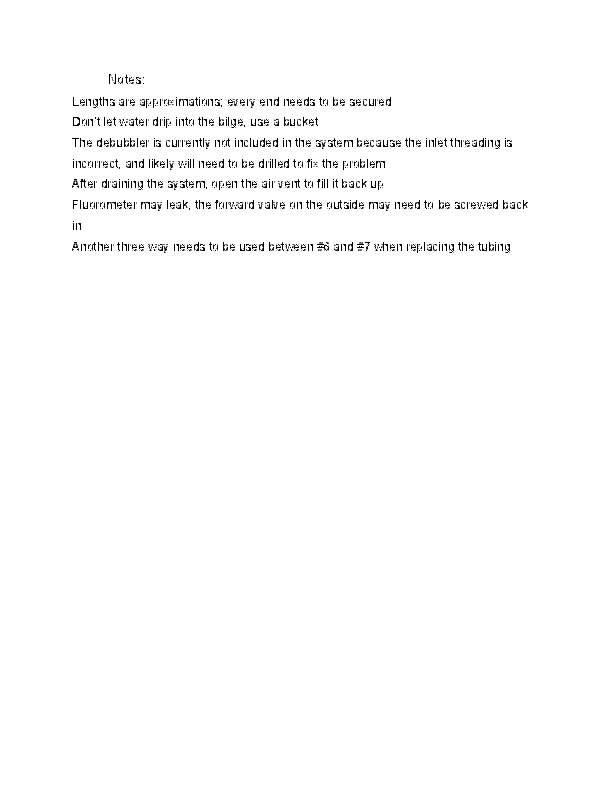 Notes:
Lengths are approximations; every end needs to be secured
Don't let water drip into the bilge, use a bucket
The debubbler is currently not included in the system because the inlet threading is
incorrect, and likely will need to be drilled to fix the problem
After draining the system, open the air vent to fill it back up
Fluorometer may leak, the forward valve on the outside may need to be screwed back
in
Another three way needs to be used between #6 and #7 when replacing the tubing